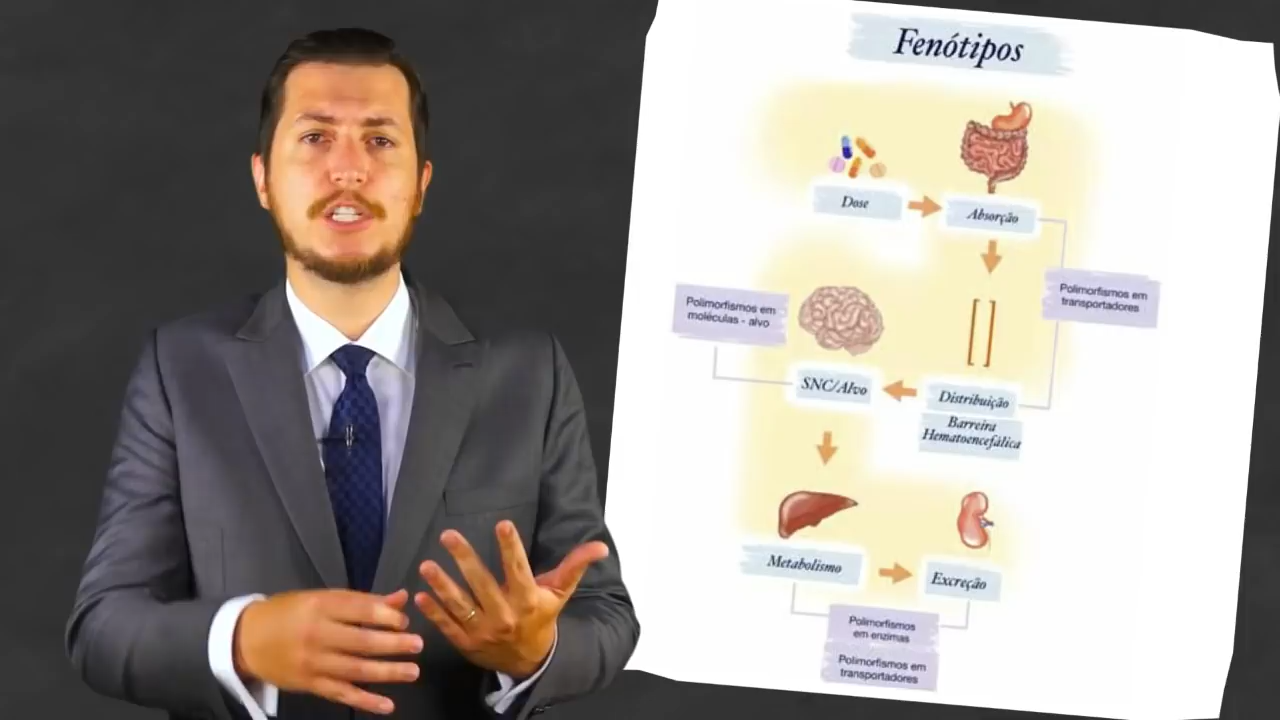 Fenótipos
Dose
Absorção
Polimorfismos em
transportadores
Polimorfismos em
moléculas - alvo
SNC/Alvo
Distribuição
Barreira
Hematoencefálica
Metabolismo
Excreção
Polimorfismos
em enzimas
Polimorfismos em
transportadores